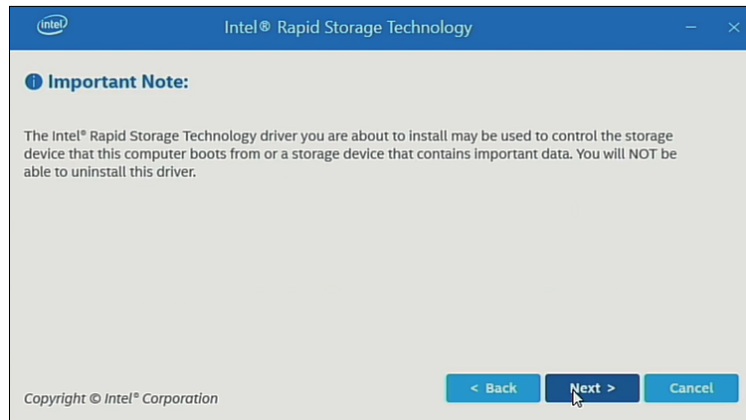 intel
Intel® Rapid Storage Technology
Important Note:
The Intel® Rapid Storage Technology driver you are about to install may be used to control the storage
device that this computer boots from or a storage device that contains important data. You will NOT be
able to uninstall this driver.
< Back
Next >
Cancel
Copyright © Intel® Corporation